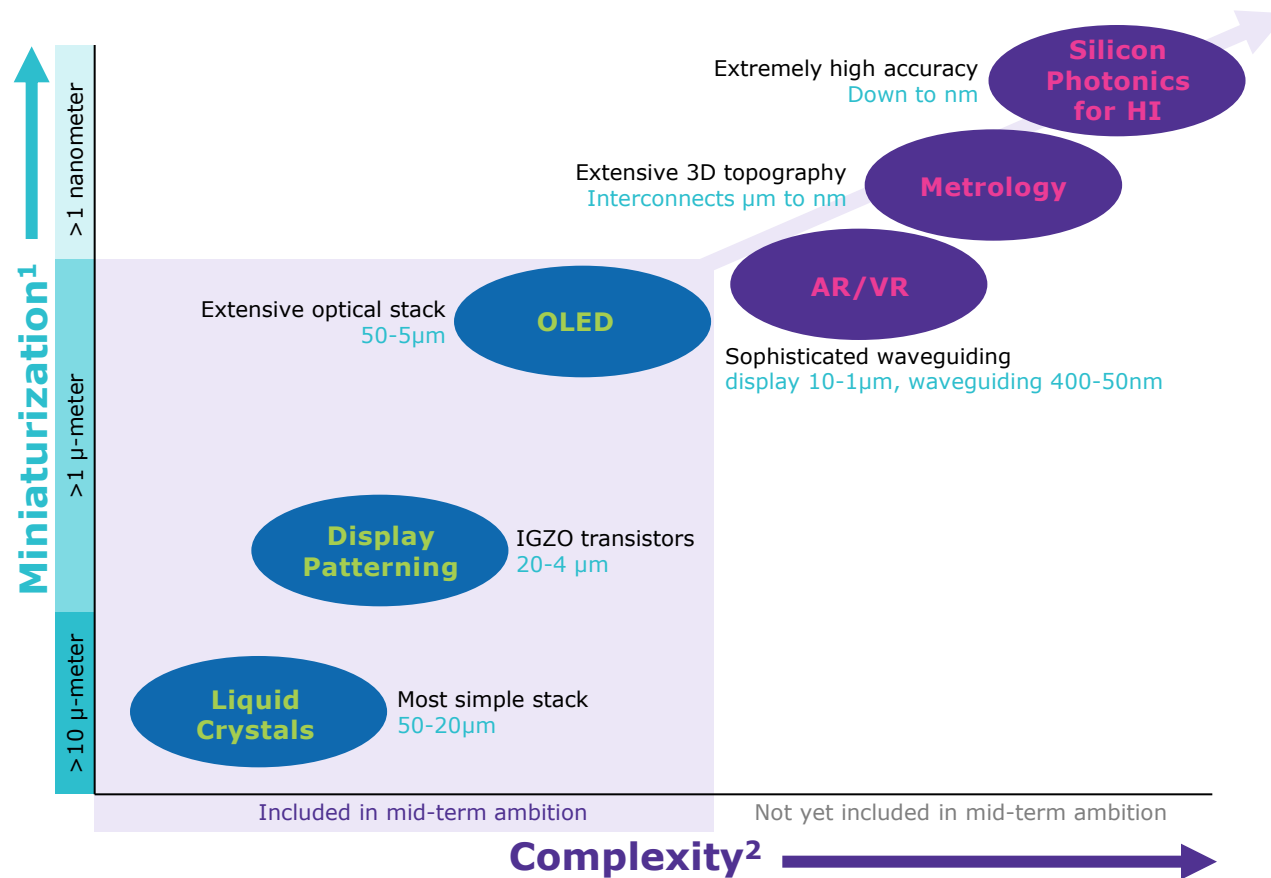 Miniaturization1
>1 nanometer
>1 µ-meter
>10 µ-meter
Extremely high accuracy
Down to nm
Silicon
Photonics
for HI
Extensive 3D topography
Interconnects µm to nm
Metrology
AR/VR
Sophisticated waveguiding
display 10-1µm, waveguiding 400-50nm
Extensive optical stack
50-5µm
OLED
Display
Patterning
IGZO transistors
20-4 µm
Liquid
Crystals
Most simple stack
50-20µm
Included in mid-term ambition
Not yet included in mid-term ambition
Complexity2